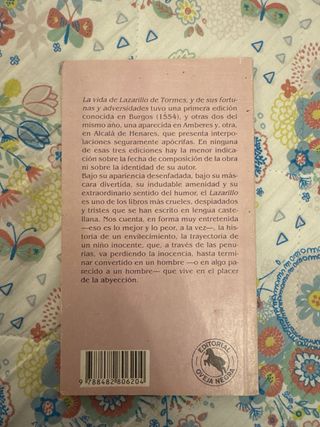 La vida de Lazarillo de Tormes, y de sus fortu-
nas y adversidades tuvo una primera edición
conocida en Burgos (1554), y otras dos del
mismo año, una aparecida en Amberes y, otra,
en Alcalá de Henares, que presenta interpo-
laciones seguramente apócrifas. En ninguna
de esas tres ediciones hay la menor indica-
ción sobre la fecha de composición de la obra
ni sobre la identidad de su autor.
Bajo su apariencia desenfadada, bajo su más-
cara divertida, su indudable amenidad y su
extraordinario sentido del humor, el Lazarillo
es uno de los libros más crueles, despiadados
y tristes que se han escrito en lengua caste-
llana. Nos cuenta, en forma muy entretenida
—eso es lo mejor y lo peor, a la vez—, la his-
toria de un envilecimiento, la trayectoria de
un niño inocente, que, a través de las penu-
rias, va perdiendo la inocencia, hasta termi-
nar convertido en un hombre —o en algo pa-
recido a un hombre— que vive en el placer
de la abyección.
EDITORIAL
OVEJA NEGRA
9 788482 806204